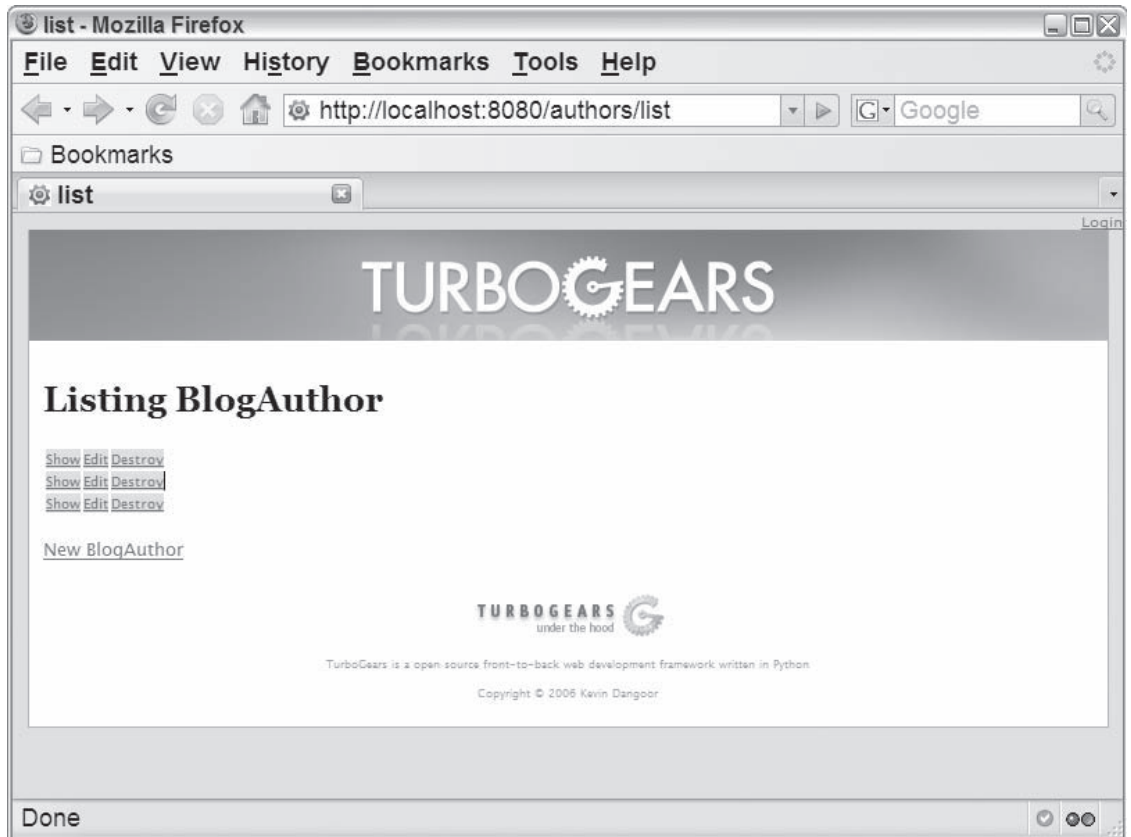 list - Mozilla Firefox
File Edit View History Bookmarks Tools Help
http://localhost:8080/authors/list G Google
Bookmarks
list
Login
TURBOGEARS
Listing BlogAuthor
Show Edit Destroy
Show Edit Destroy
Show Edit Destroy
New BlogAuthor
TURBOGEARS
under the hood
TurboGears is a open source front-to-back web development framework written in Python
Copyright © 2006 Kevin Dangoor
Done